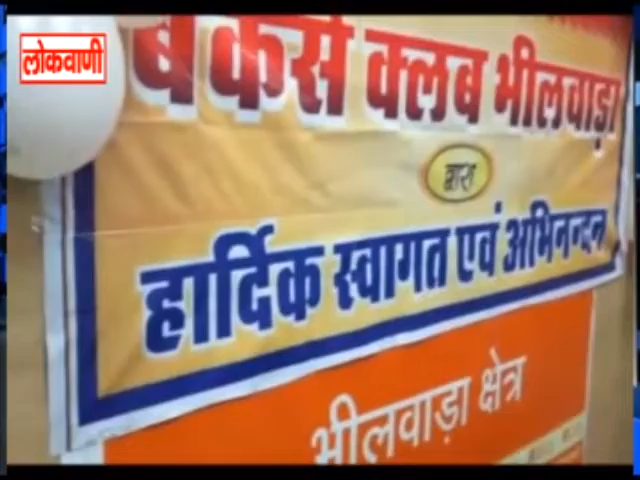 लोकवाणी
बैंकर्स क्लब भीलवाड़ा
द्वारा
हार्दिक स्वागत एवं अभिनन्दन
भीलवाड़ा क्षेत्र